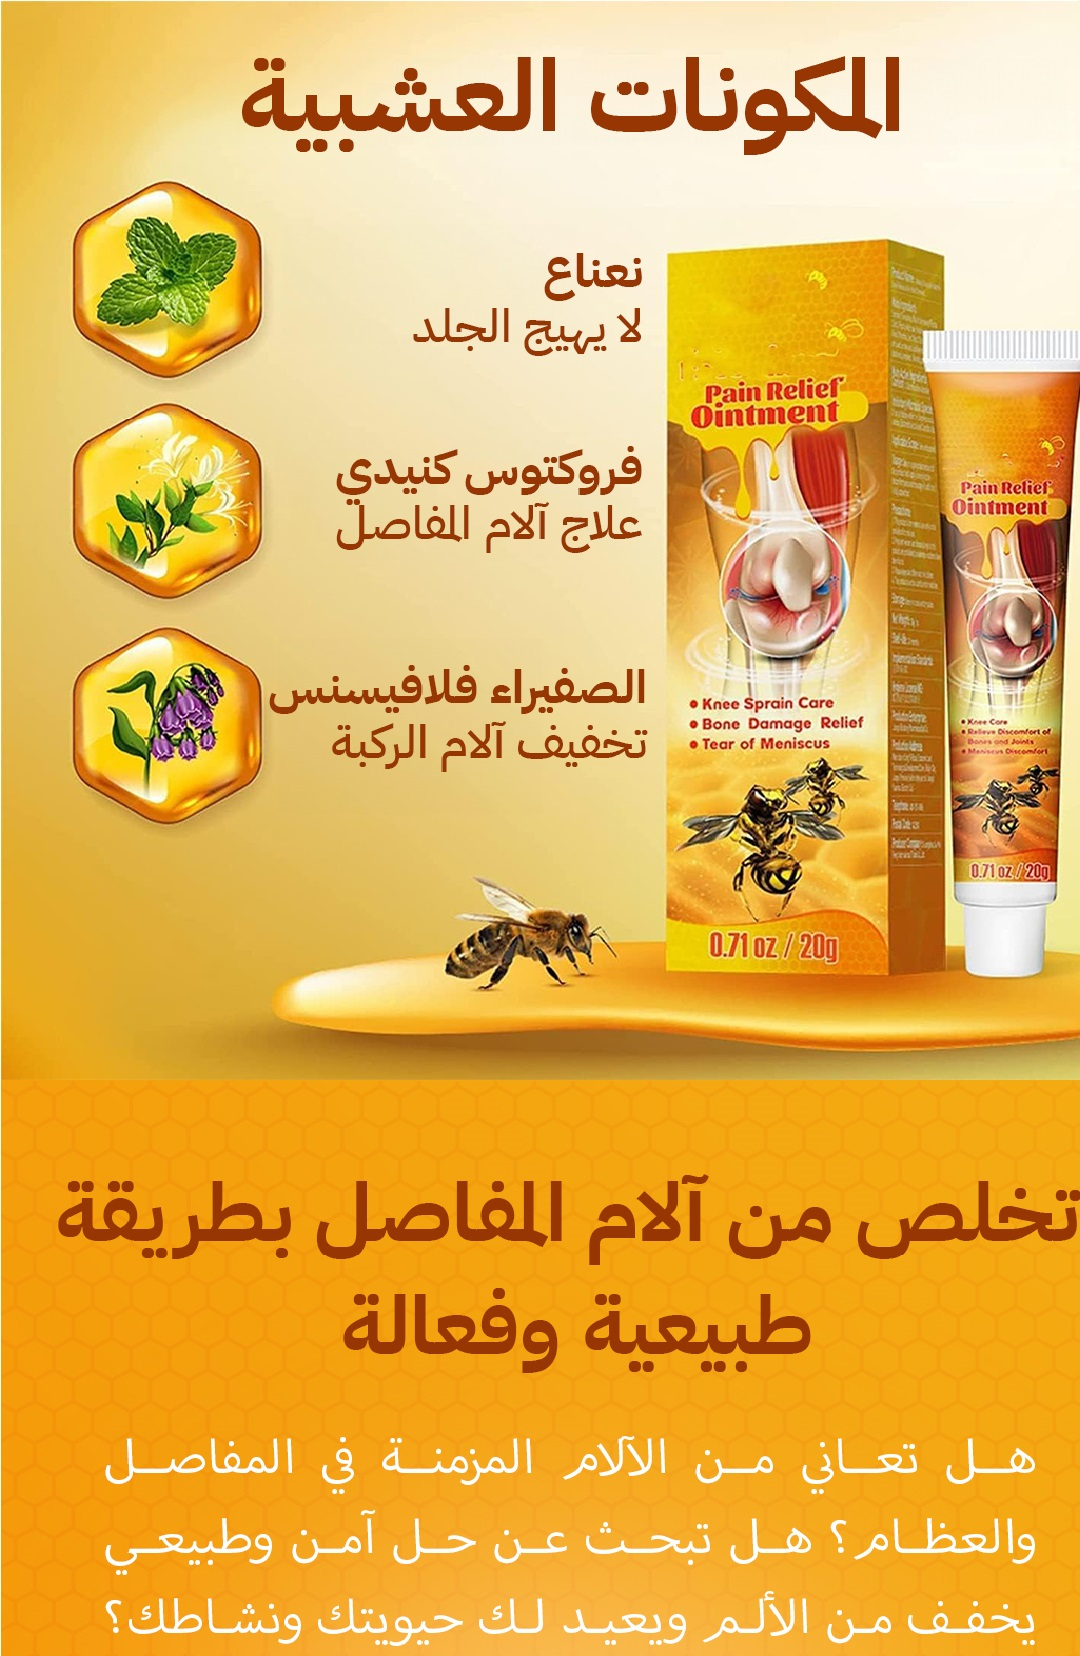 المكونات العشبية
نعناع
لا يهيج الجلد
فروكتوس كنيدي
علاج آلام المفاصل
الصفيراء فلافيسنس
تخفيف آلام الركبة
Pain Relief
Ointment
• Knee Sprain Care
• Bone Damage Relief
• Tear of Meniscus
0.71 oz / 20g
Pain Relief
Ointment
• Knee Care
• Relieve Discomfort of
Bones and Joints
• Meniscus Discomfort
0.71 oz / 20g
تخلص من آلام المفاصل بطريقة
طبيعية وفعالة
هل تعاني من الآلام المزمنة في المفاصل
والعظام؟ هل تبحث عن حل آمن وطبيعي
يخفف من الألم ويعيد لك حيويتك ونشاطك؟